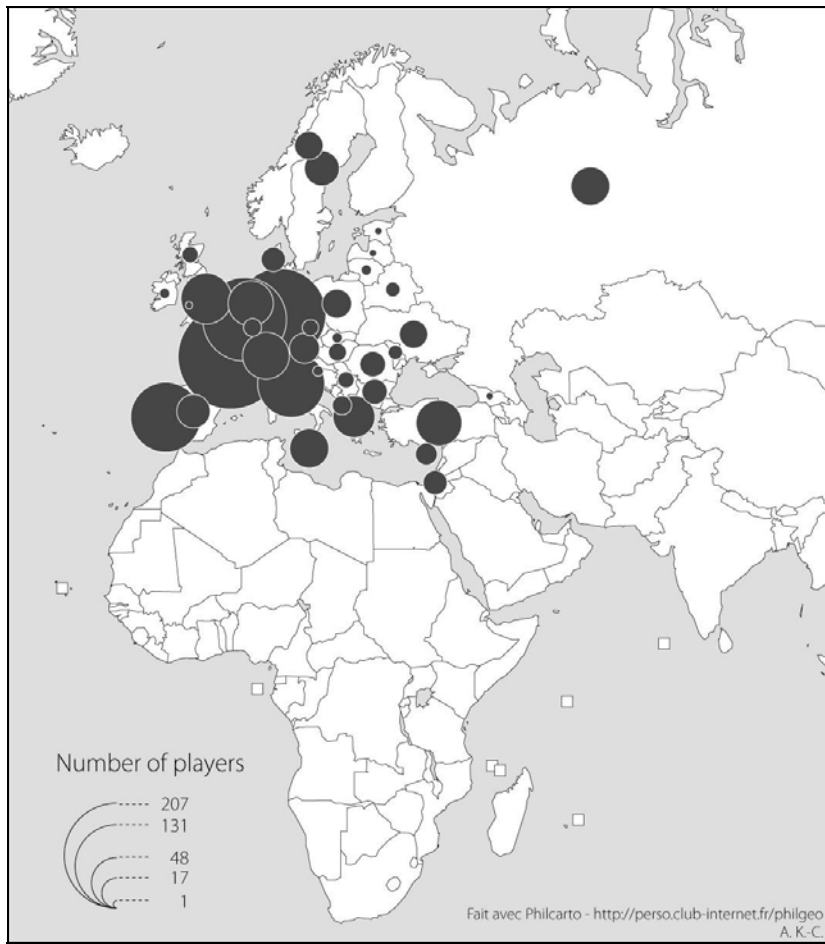 Number of players
207
131
48
17
1
Fait avec Philcarto - http://perso.club-internet.fr/philgeo
A. K.-C.